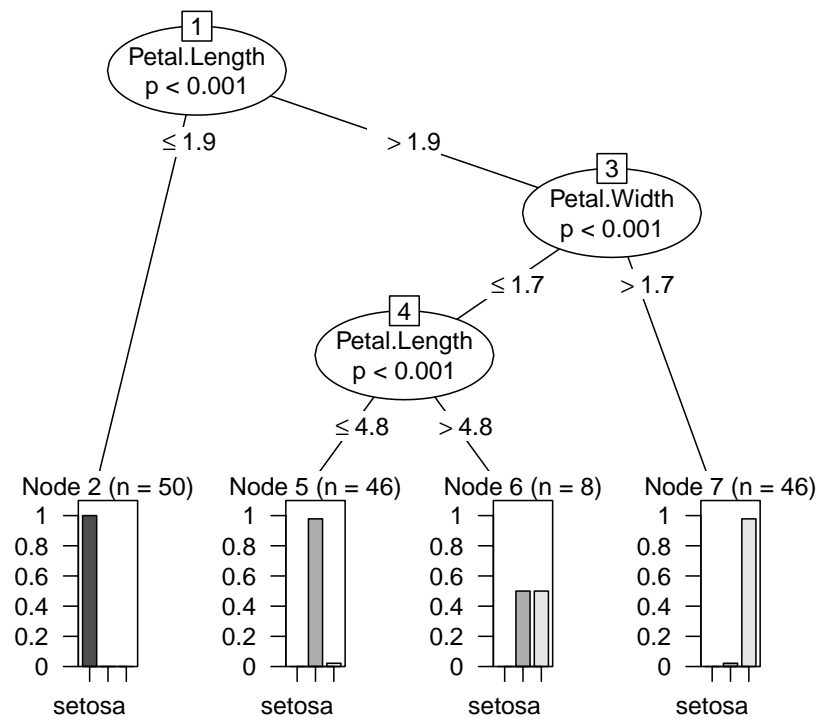 1
Petal.Length
p < 0.001
≤ 1.9
> 1.9
3
Petal.Width
p < 0.001
≤ 1.7
> 1.7
4
Petal.Length
p < 0.001
≤ 4.8
> 4.8
Node 2 (n = 50)
Node 5 (n = 46)
Node 6 (n = 8)
Node 7 (n = 46)
1
0.8
0.6
0.4
0.2
0
1
0.8
0.6
0.4
0.2
0
1
0.8
0.6
0.4
0.2
0
1
0.8
0.6
0.4
0.2
0
setosa
setosa
setosa
setosa